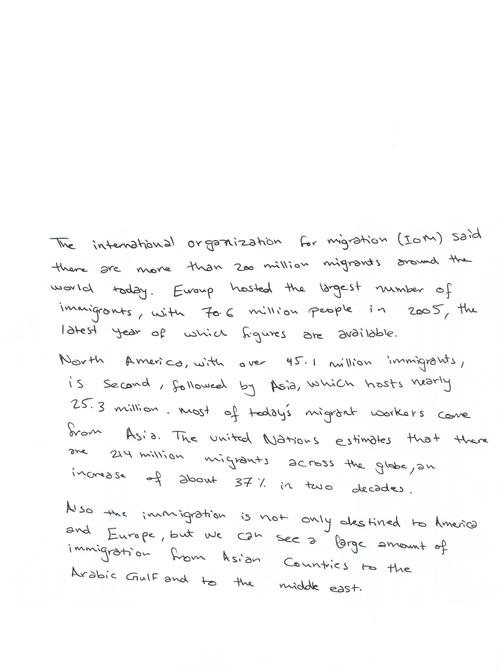 The international organization for migration (IOM) said
there are more than 200 million migrants around the
world today. Europ hosted the largest number of
immigrants, with 70.6 million people in 2005, the
latest year of which figures are available.
North America, with over 45.1 million immigrants,
is second, followed by Asia, which hosts nearly
25.3 million. Most of today's migrant workers come
from Asia. The united Nations estimates that there
are 214 million migrants across the globe, an
increase of about 37% in two decades.
Also the immigration is not only destined to America
and Europe, but we can see a large amount of
immigration from Asian Countries to the
Arabic Gulf and to the middle east.